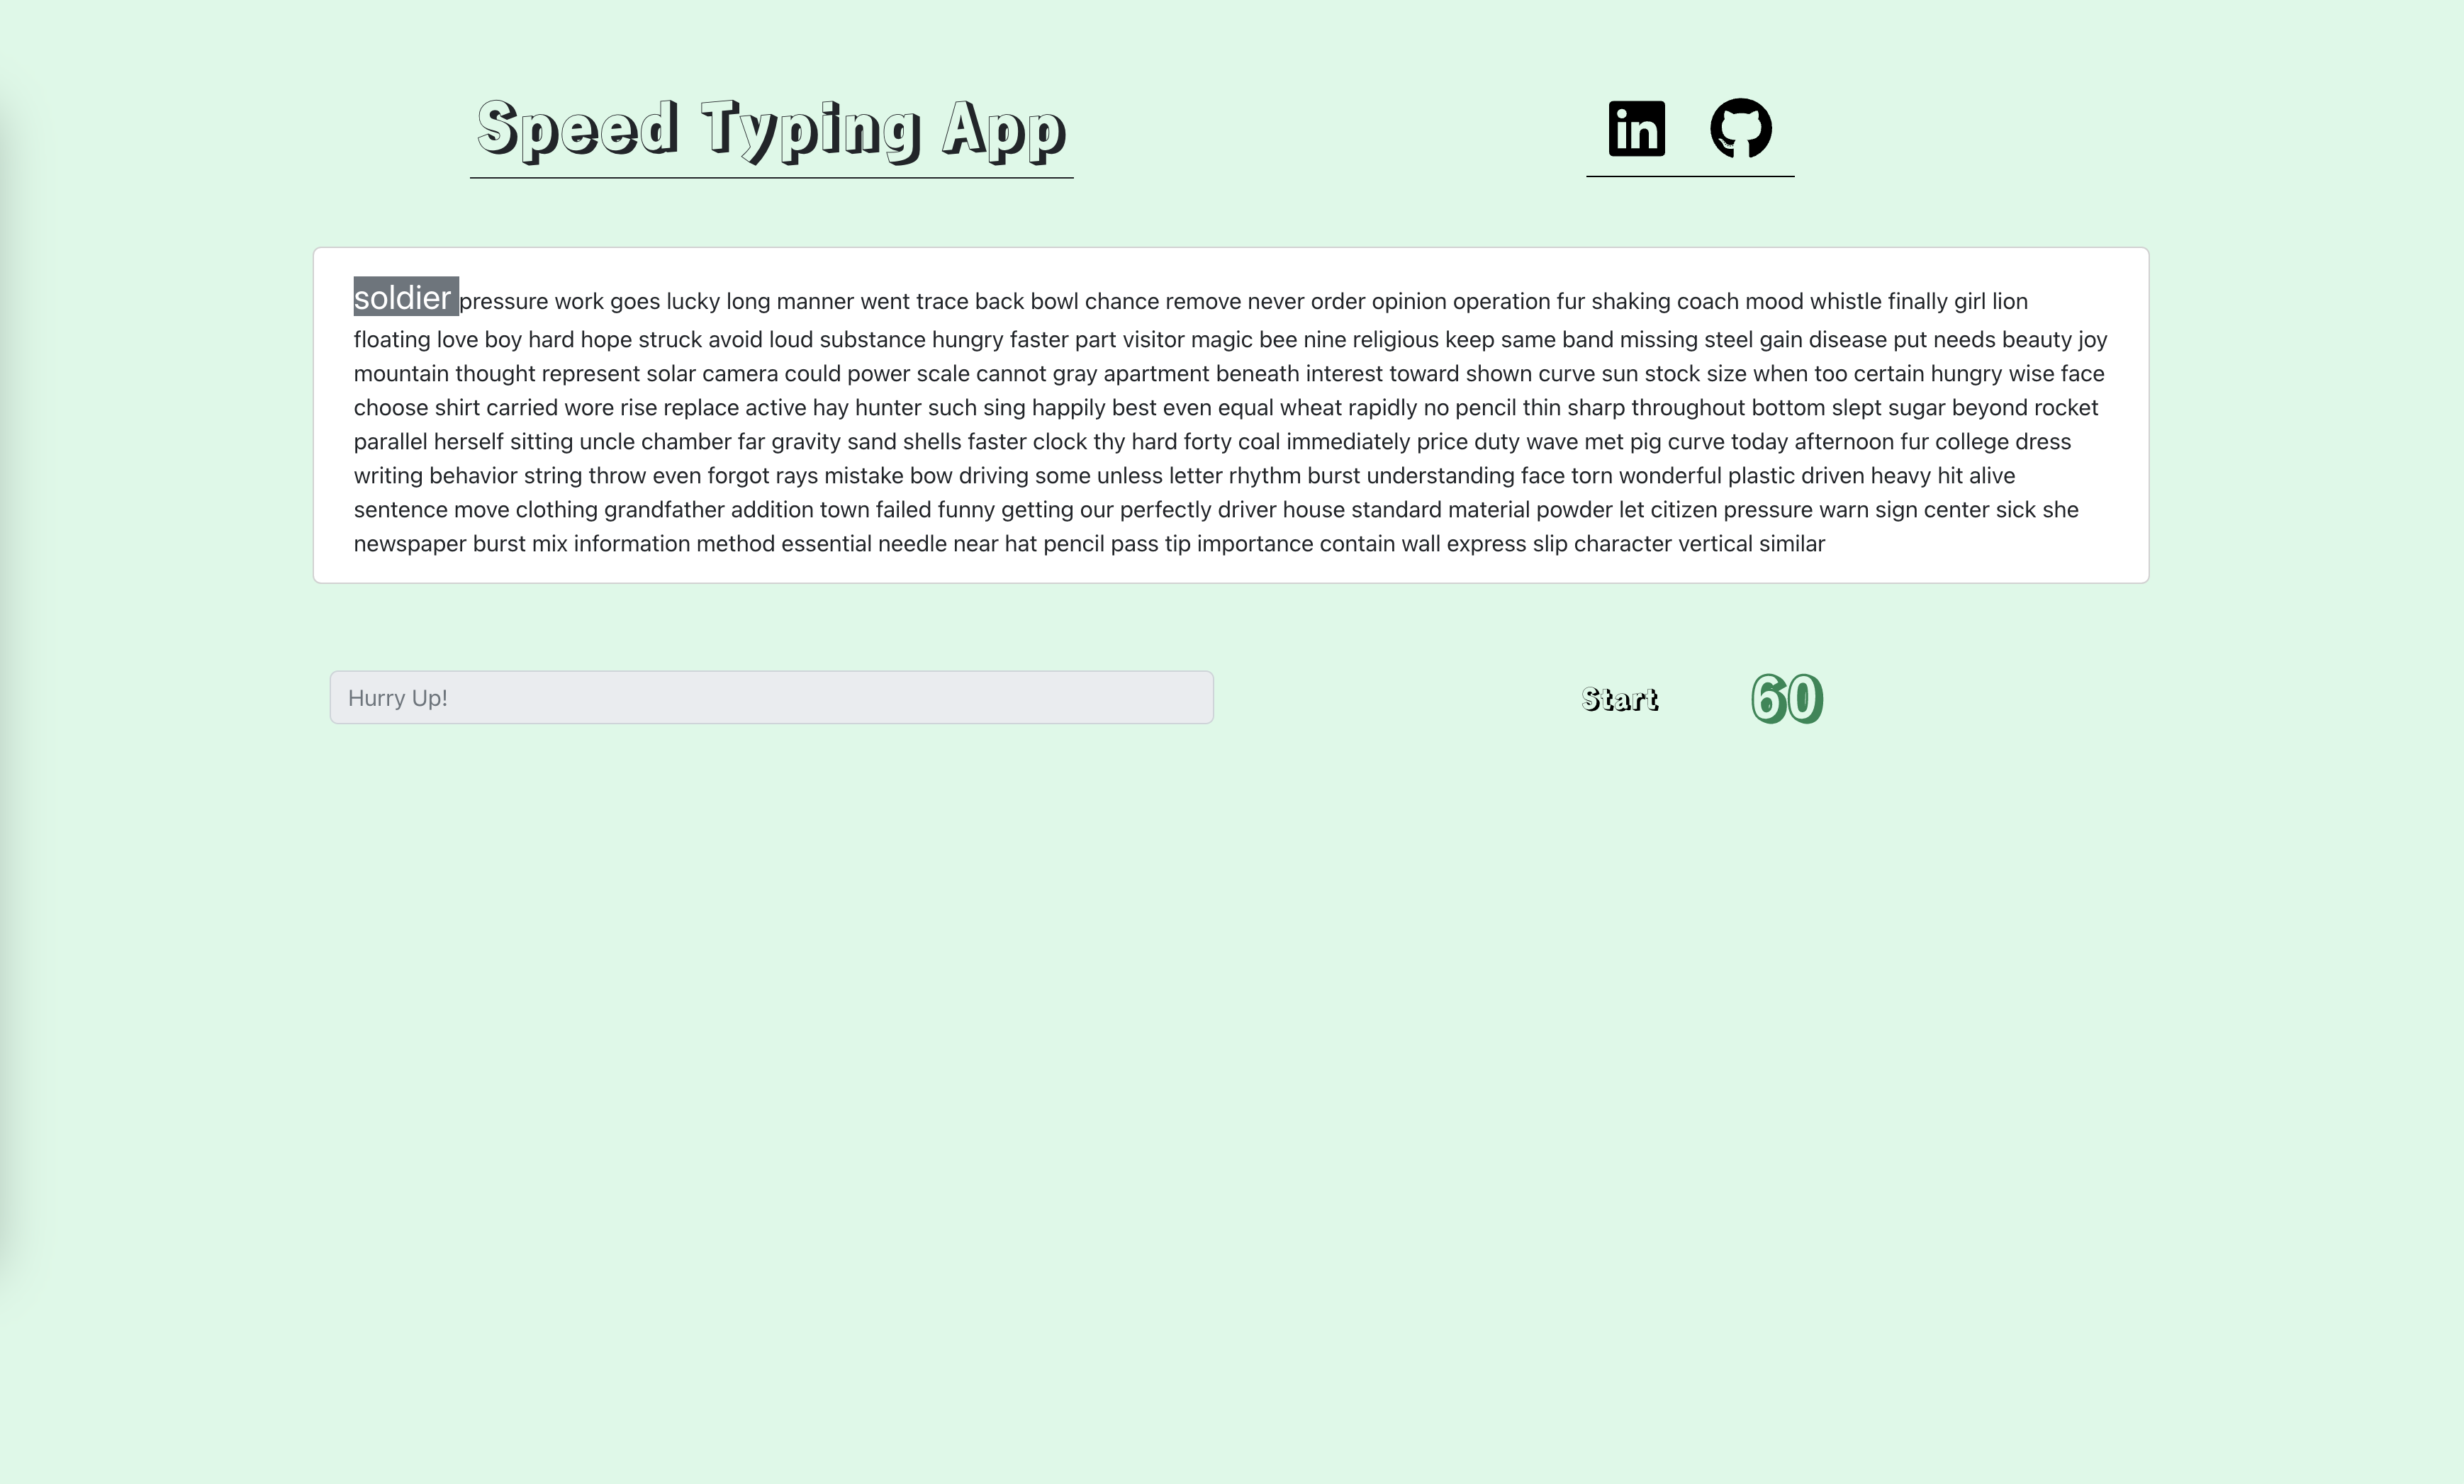 Speed Typing App
in
soldier pressure work goes lucky long manner went trace back bowl chance remove never order opinion operation fur shaking coach mood whistle finally girl lion
floating love boy hard hope struck avoid loud substance hungry faster part visitor magic bee nine religious keep same band missing steel gain disease put needs beauty joy
mountain thought represent solar camera could power scale cannot gray apartment beneath interest toward shown curve sun stock size when too certain hungry wise face
choose shirt carried wore rise replace active hay hunter such sing happily best even equal wheat rapidly no pencil thin sharp throughout bottom slept sugar beyond rocket
parallel herself sitting uncle chamber far gravity sand shells faster clock thy hard forty coal immediately price duty wave met pig curve today afternoon fur college dress
writing behavior string throw even forgot rays mistake bow driving some unless letter rhythm burst understanding face torn wonderful plastic driven heavy hit alive
sentence move clothing grandfather addition town failed funny getting our perfectly driver house standard material powder let citizen pressure warn sign center sick she
newspaper burst mix information method essential needle near hat pencil pass tip importance contain wall express slip character vertical similar
Hurry Up!
Start
60